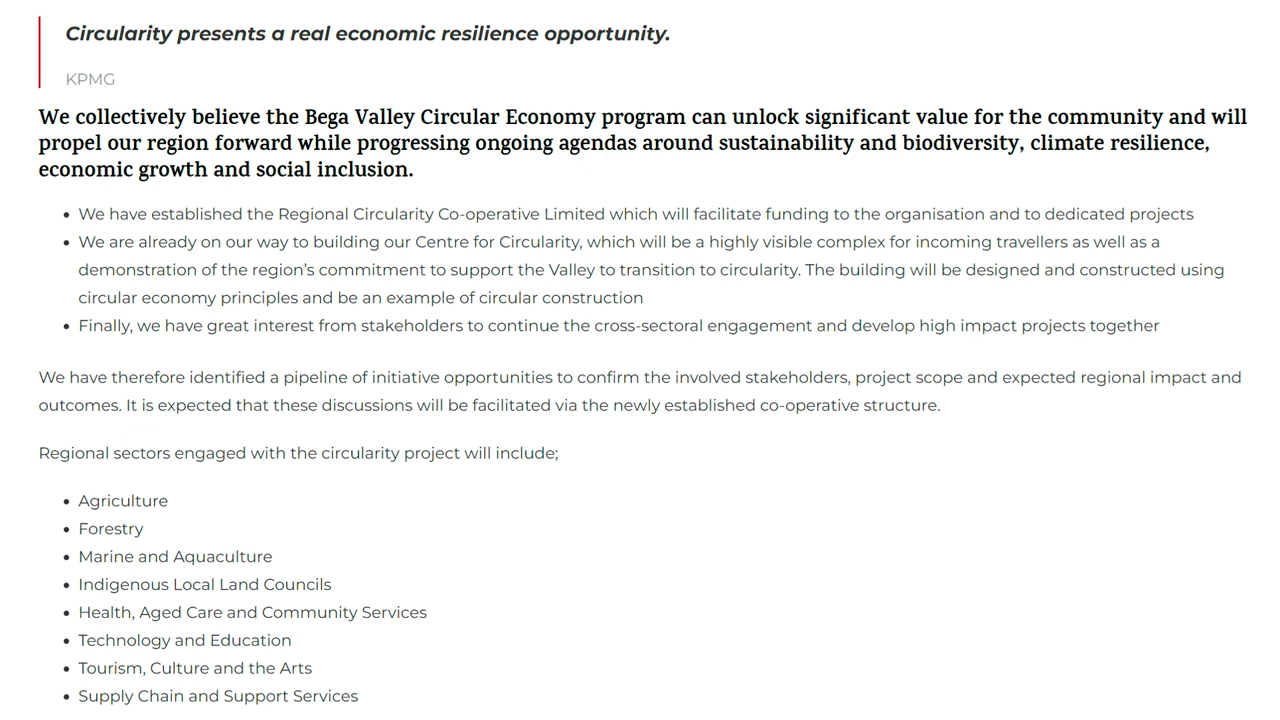 Circularity presents a real economic resilience opportunity.
KPMG
We collectively believe the Bega Valley Circular Economy program can unlock significant value for the community and will
propel our region forward while progressing ongoing agendas around sustainability and biodiversity, climate resilience,
economic growth and social inclusion.
• We have established the Regional Circularity Co-operative Limited which will facilitate funding to the organisation and to dedicated projects
• We are already on our way to building our Centre for Circularity, which will be a highly visible complex for incoming travellers as well as a
demonstration of the region’s commitment to support the Valley to transition to circularity. The building will be designed and constructed using
circular economy principles and be an example of circular construction
• Finally, we have great interest from stakeholders to continue the cross-sectoral engagement and develop high impact projects together
We have therefore identified a pipeline of initiative opportunities to confirm the involved stakeholders, project scope and expected regional impact and
outcomes. It is expected that these discussions will be facilitated via the newly established co-operative structure.
Regional sectors engaged with the circularity project will include;
• Agriculture
• Forestry
• Marine and Aquaculture
• Indigenous Local Land Councils
• Health, Aged Care and Community Services
• Technology and Education
• Tourism, Culture and the Arts
• Supply Chain and Support Services